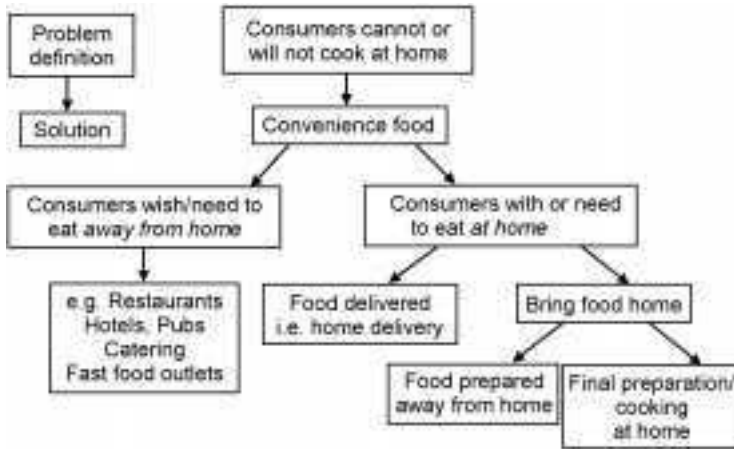 Problem
definition
Solution
Consumers cannot or
will not cook at home
Convenience food
Consumers wish/need to
eat away from home
Consumers with or need
to eat at home
e.g. Restaurants
Hotels, Pubs
Catering
Fast food outlets
Food delivered
i.e. home delivery
Bring food home
Food prepared
away from home
Final preparation/
cooking
at home